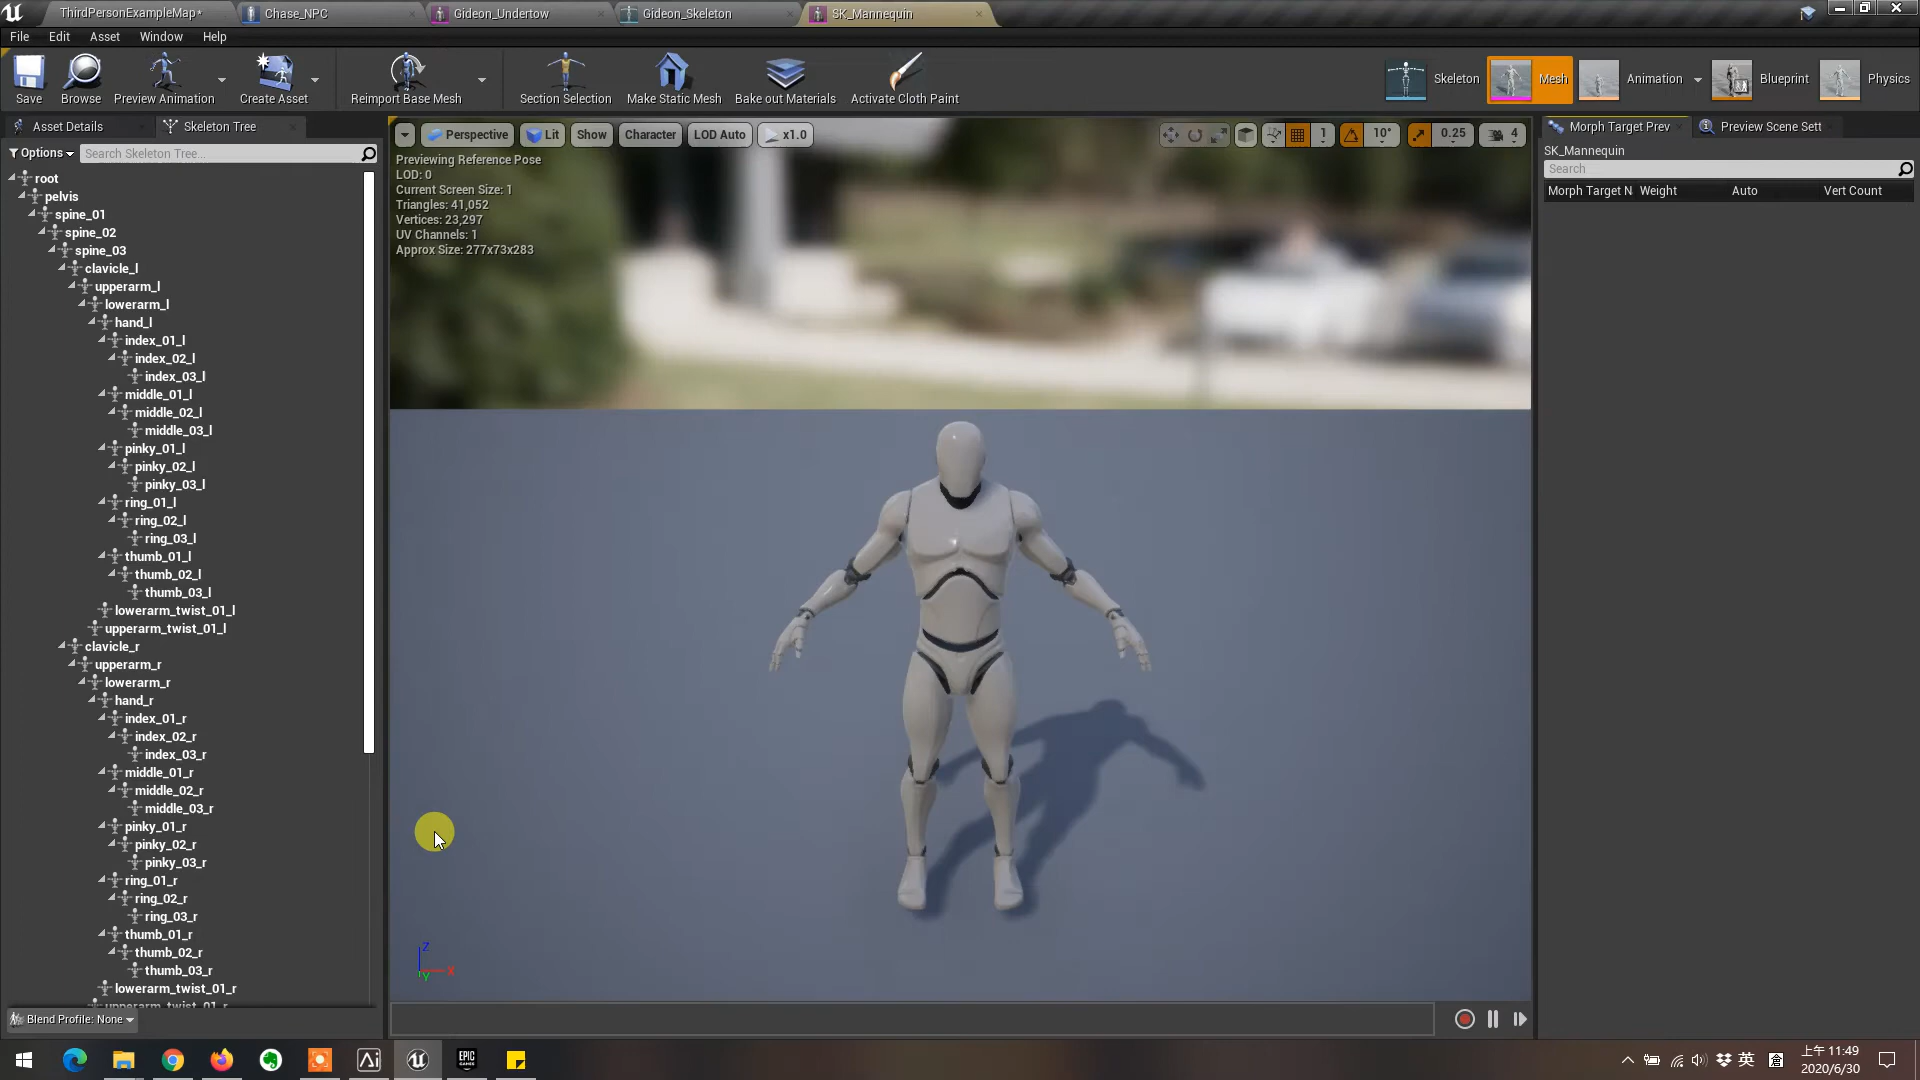 ThirdPersonExampleMap*
Chase_NPC
Gideon_Undertow
Gideon_Skeleton
SK_Mannequin
File Edit Asset Window Help
Save
Browse
Preview Animation
Create Asset
Reimport Base Mesh
Section Selection
Make Static Mesh
Bake out Materials
Activate Cloth Paint
Skeleton
Mesh
Animation
Blueprint
Physics
Asset Details
Skeleton Tree
Options
Search Skeleton Tree...
root
pelvis
spine_01
spine_02
spine_03
clavicle_l
upperarm_l
lowerarm_l
hand_l
index_01_l
index_02_l
index_03_l
middle_01_l
middle_02_l
middle_03_l
pinky_01_l
pinky_02_l
pinky_03_l
ring_01_l
ring_02_l
ring_03_l
thumb_01_l
thumb_02_l
thumb_03_l
lowerarm_twist_01_l
upperarm_twist_01_l
clavicle_r
upperarm_r
lowerarm_r
hand_r
index_01_r
index_02_r
index_03_r
middle_01_r
middle_02_r
middle_03_r
pinky_01_r
pinky_02_r
pinky_03_r
ring_01_r
ring_02_r
ring_03_r
thumb_01_r
thumb_02_r
thumb_03_r
lowerarm_twist_01_r
upperarm_twist_01_r
Blend Profile: None
Perspective
Lit
Show
Character
LOD Auto
x1.0
1
10°
0.25
4
Previewing Reference Pose
LOD: 0
Current Screen Size: 1
Triangles: 41,052
Vertices: 23,297
UV Channels: 1
Approx Size: 277x73x283
Z
X
Y
Morph Target Prev
Preview Scene Sett
SK_Mannequin
Search
Morph Target N Weight Auto Vert Count
Ai
EPIC
GAMES
英
上午 11:49
2020/6/30